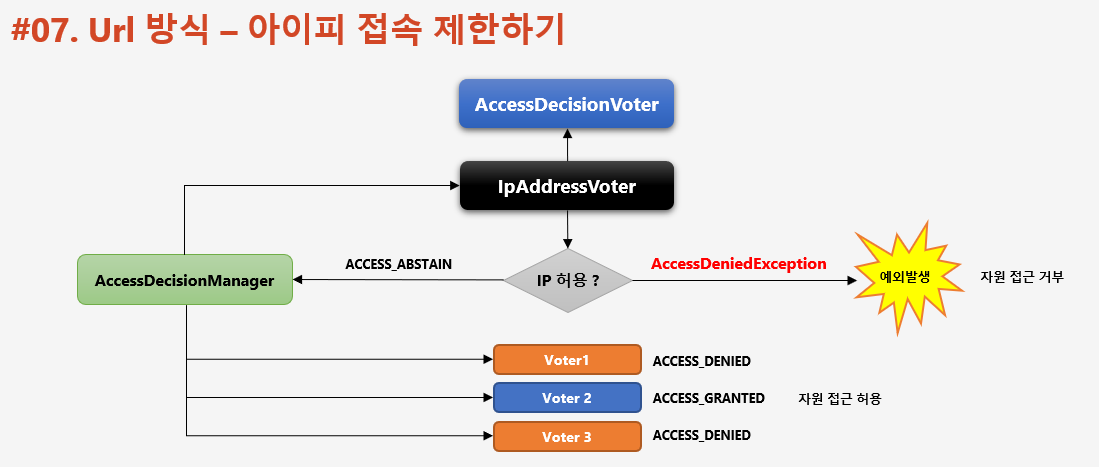 #07. Url 방식 – 아이피 접속 제한하기
AccessDecisionVoter
IpAddressVoter
AccessDecisionManager
ACCESS_ABSTAIN
IP 허용 ?
AccessDeniedException
예외발생
자원 접근 거부
Voter1
ACCESS_DENIED
Voter 2
ACCESS_GRANTED
자원 접근 허용
Voter 3
ACCESS_DENIED